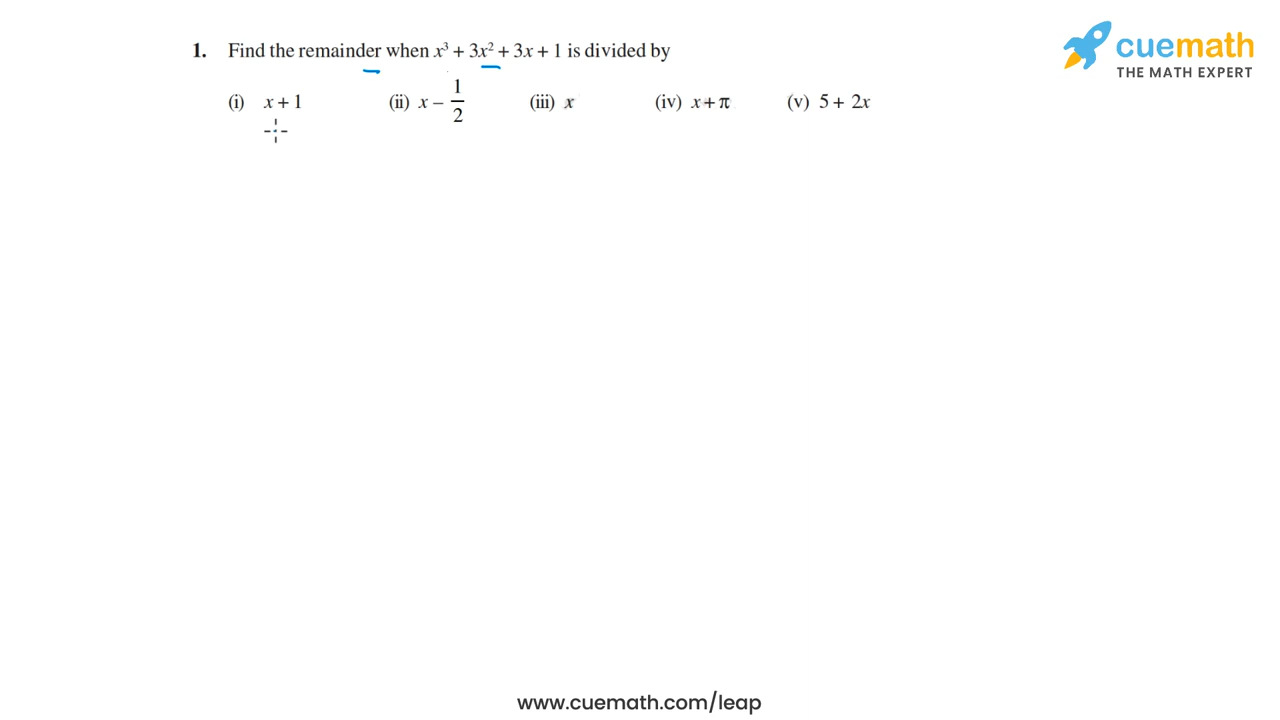 cuemath
THE MATH EXPERT
1. Find the remainder when x³ + 3x² + 3x + 1 is divided by
(i) x + 1 (ii) x – 1/2 (iii) x (iv) x + π (v) 5 + 2x
www.cuemath.com/leap